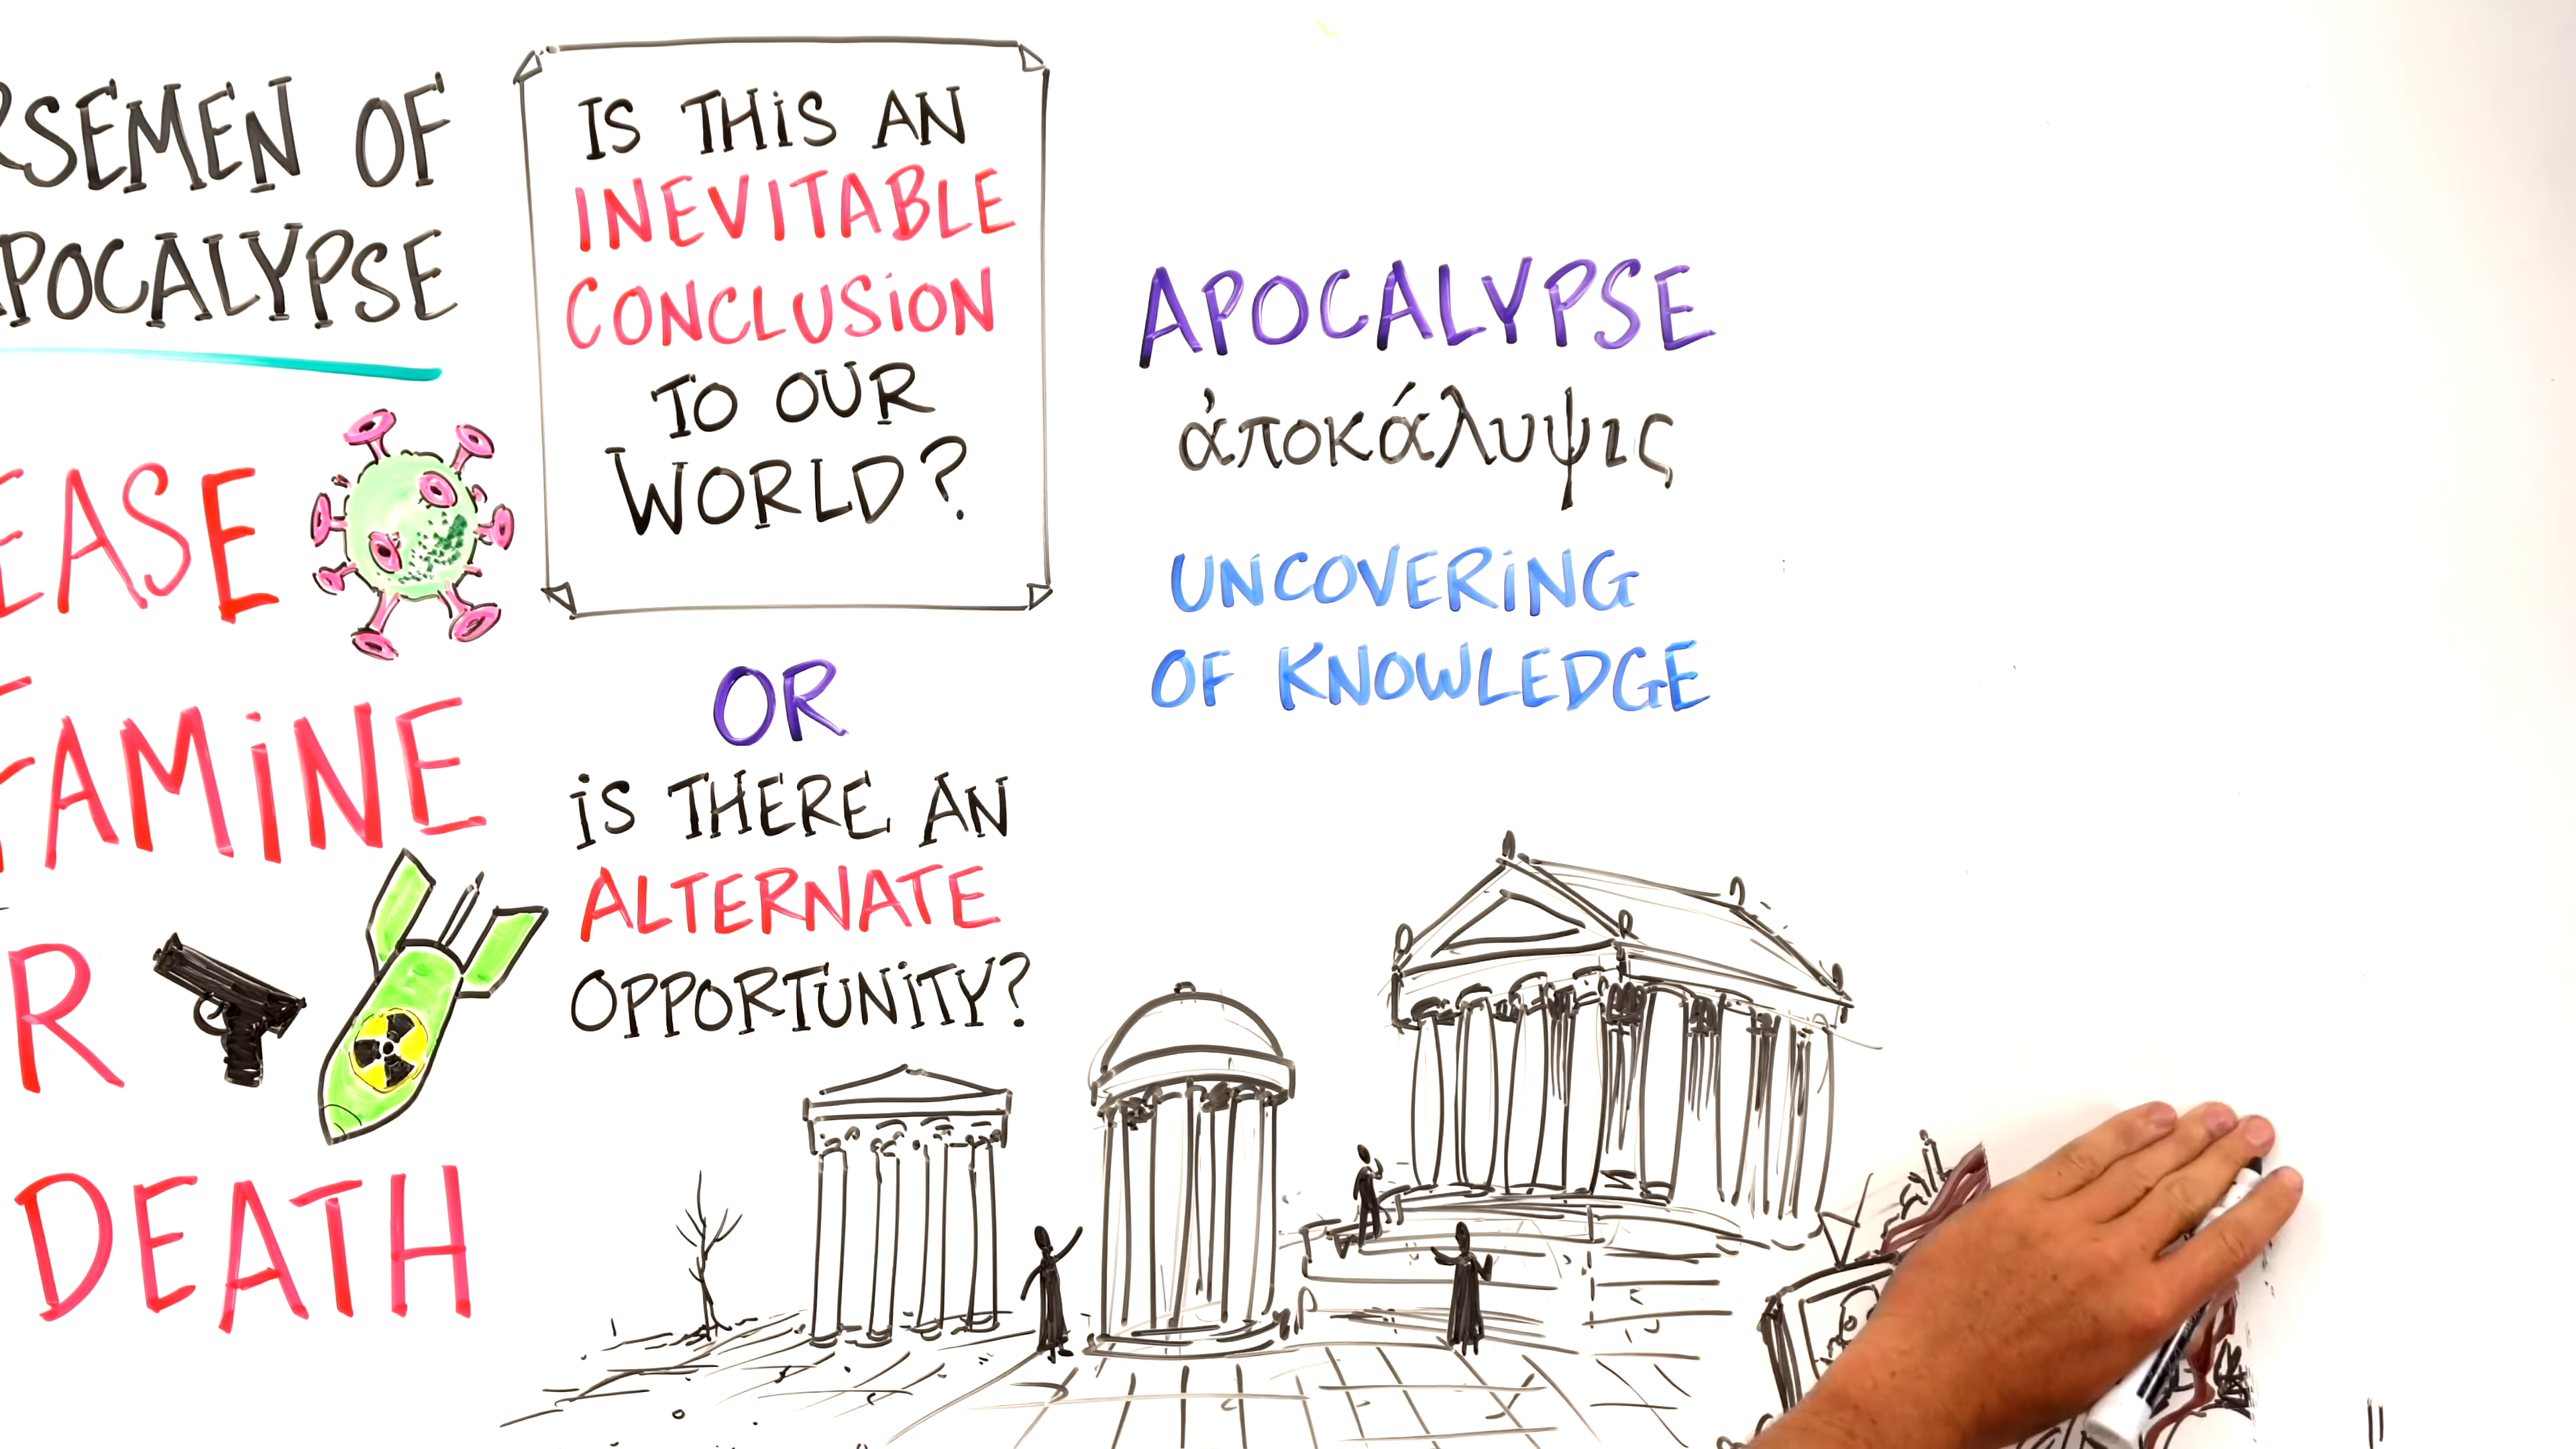 RSEMEN OF
APOCALYPSE
EASE
FAMINE
R
DEATH
IS THIS AN
INEVITABLE
CONCLUSION
TO OUR
WORLD?
OR
IS THERE AN
ALTERNATE
OPPORTUNITY?
APOCALYPSE
ἀποκάλυψις
UNCOVERING
OF KNOWLEDGE